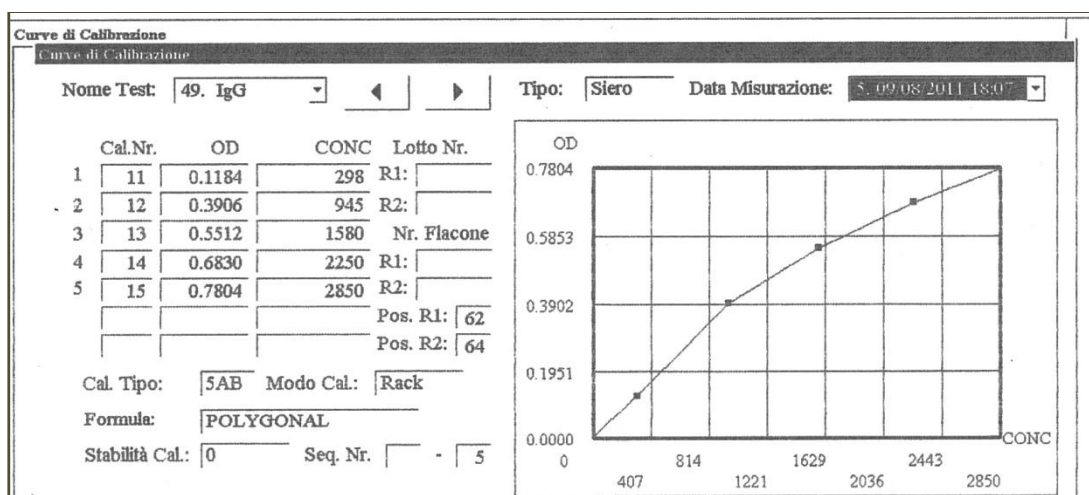 Curve di Calibrazione
Curve di Calibrazione
Nome Test: 49. IgG
Tipo: Siero Data Misurazione: 5. 09/08/2011 18:07
Cal.Nr. OD CONC Lotto Nr.
1 11 0.1184 298 R1:
2 12 0.3906 945 R2:
3 13 0.5512 1580 Nr. Flacone
4 14 0.6830 2250 R1:
5 15 0.7804 2850 R2:
Pos. R1: 62
Pos. R2: 64
Cal. Tipo: 5AB Modo Cal.: Rack
Formula: POLYGONAL
Stabilità Cal.: 0 Seq. Nr. - 5
OD
0.7804
0.5853
0.3902
0.1951
0.0000
CONC
0 814 1629 2443
407 1221 2036 2850